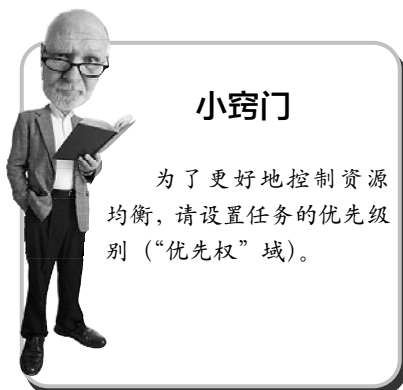 小窍门
为了更好地控制资源
均衡，请设置任务的优先级
别（“优先权”域）。